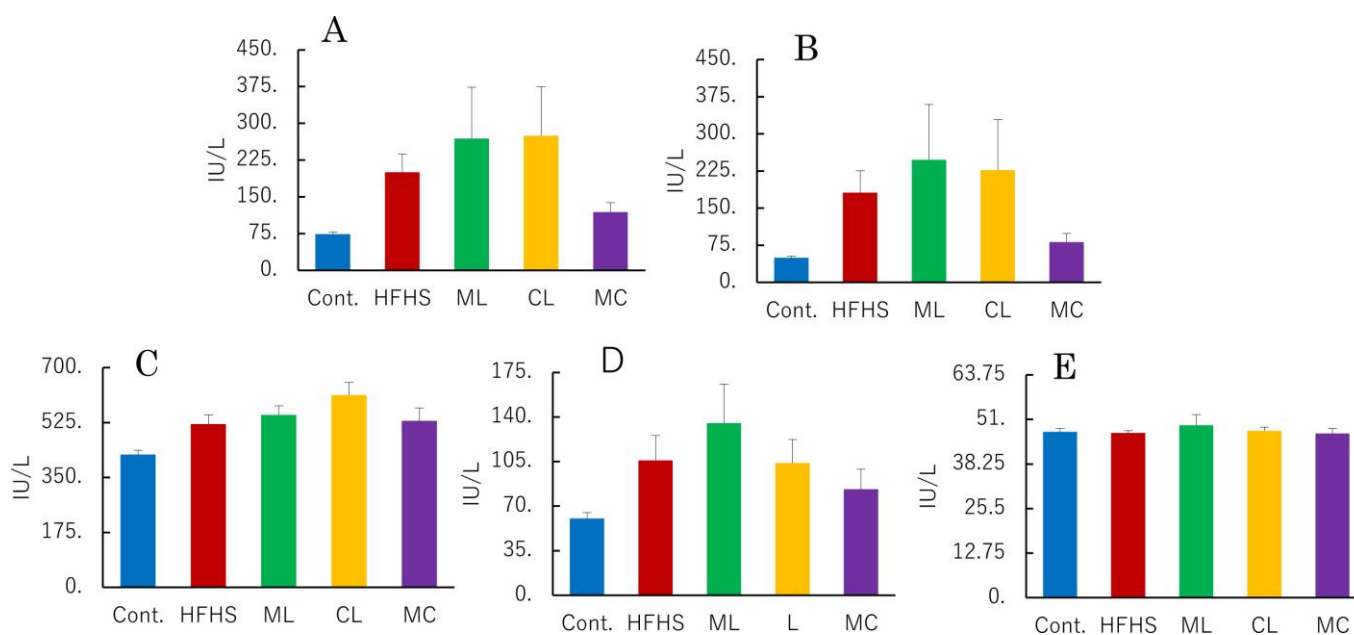 A
450.
375.
300.
225.
150.
75.
0.
IU/L
Cont. HFHS ML CL MC
B
450.
375.
300.
225.
150.
75.
0.
IU/L
Cont. HFHS ML CL MC
C
700.
525.
350.
175.
0.
IU/L
Cont. HFHS ML CL MC
D
175.
140.
105.
70.
35.
0.
IU/L
Cont. HFHS ML L MC
E
63.75
51.
38.25
25.5
12.75
0.
IU/L
Cont. HFHS ML CL MC